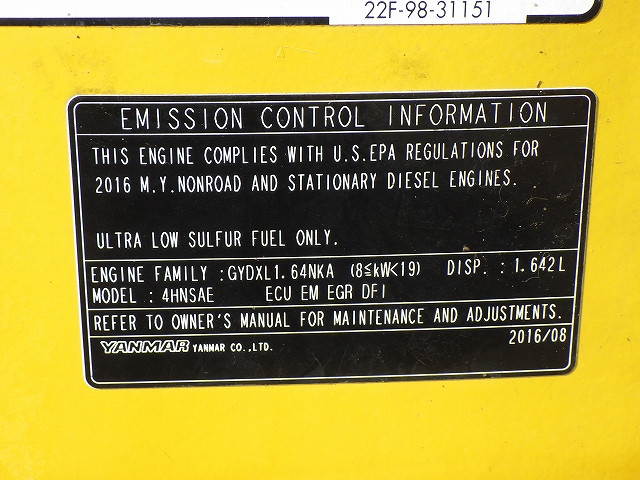 22F-98-31151
EMISSION CONTROL INFORMATION
THIS ENGINE COMPLIES WITH U.S.EPA REGULATIONS FOR
2016 M.Y.NONROAD AND STATIONARY DIESEL ENGINES.
ULTRA LOW SULFUR FUEL ONLY.
ENGINE FAMILY :GYDXL1.64NKA (8≦kW<19) DISP.:1.642L
MODEL : 4HNSAE ECU EM EGR DFI
REFER TO OWNER'S MANUAL FOR MAINTENANCE AND ADJUSTMENTS.
YANMAR YANMAR CO.,LTD. 2016/08